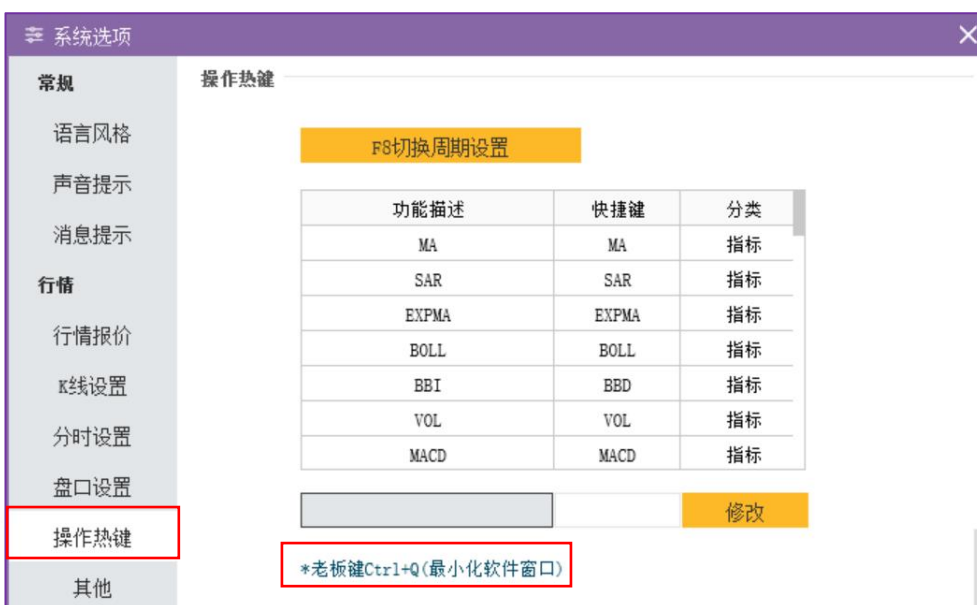 系统选项
常规
语言风格
声音提示
消息提示
行情
行情报价
K线设置
分时设置
盘口设置
操作热键
其他
操作热键
F8切换周期设置
功能描述 快捷键 分类
MA MA 指标
SAR SAR 指标
EXPMA EXPMA 指标
BOLL BOLL 指标
BBI BBD 指标
VOL VOL 指标
MACD MACD 指标
修改
*老板键Ctrl+Q(最小化软件窗口)